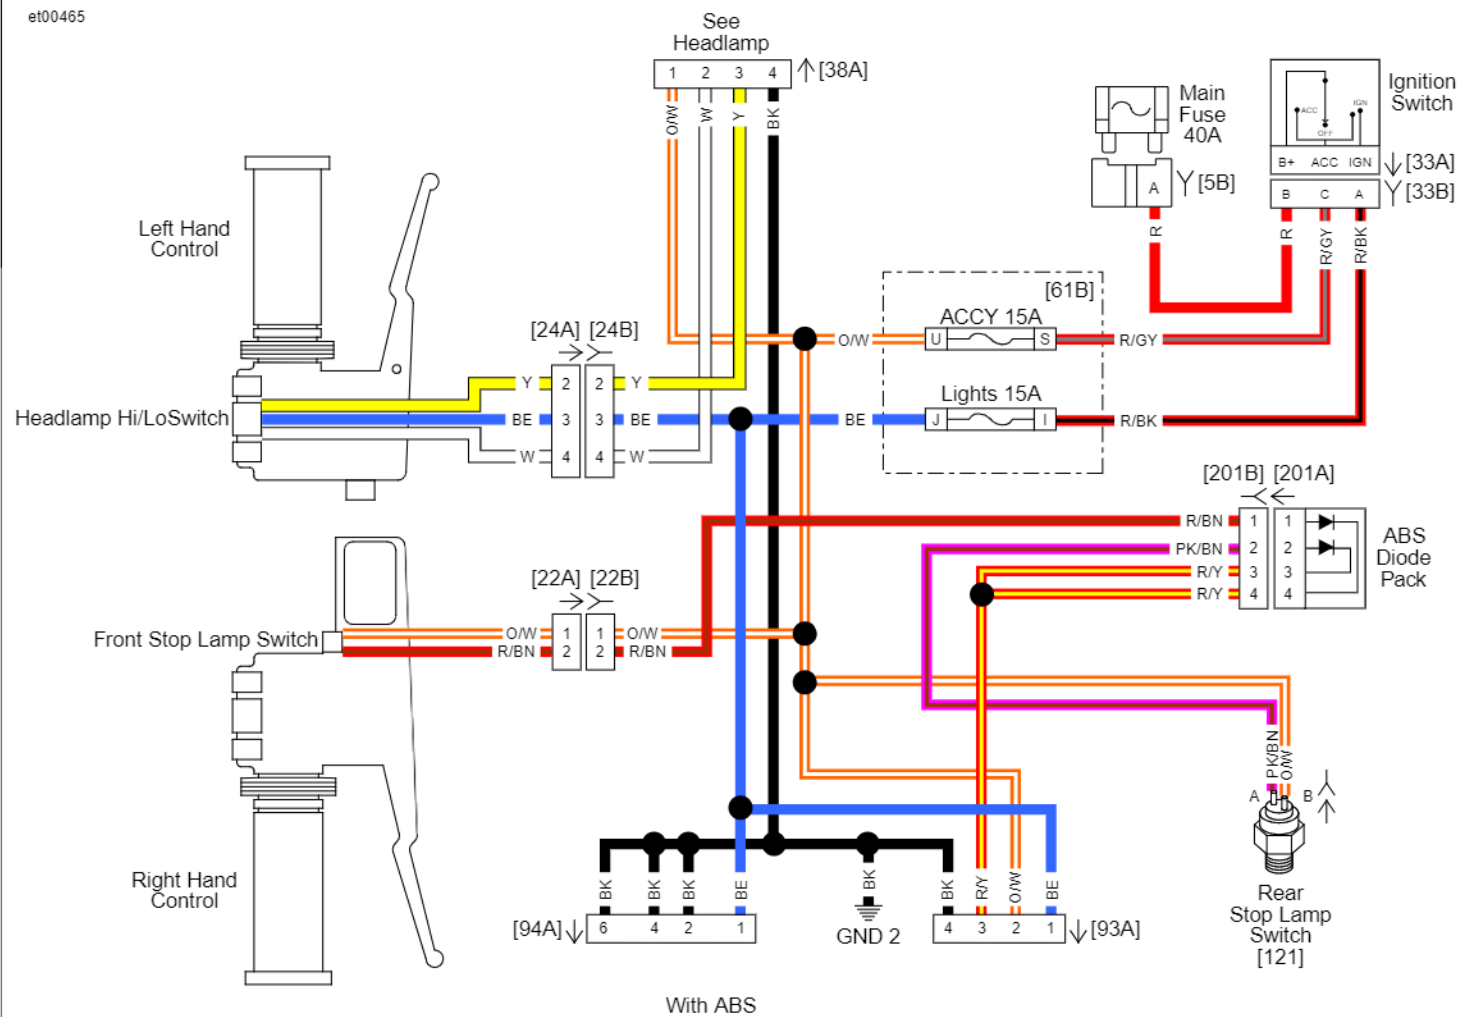 et00465
See
Headlamp
1 2 3 4 [38A]
O/W W Y BK
Main
Fuse
40A
A [5B]
R
Ignition
Switch
ACC IGN
OFF
B+ ACC IGN [33A]
B C A [33B]
R R/GY R/BK
Left Hand
Control
[61B]
ACCY 15A
O/W U S R/GY
Lights 15A
BE J I R/BK
[24A] [24B]
Y 2 2 Y
Headlamp Hi/LoSwitch BE 3 3 BE
W 4 4 W
[201B] [201A]
R/BN 1 1
PK/BN 2 2
R/Y 3 3
R/Y 4 4
ABS
Diode
Pack
[22A] [22B]
Front Stop Lamp Switch O/W 1 1 O/W
R/BN 2 2 R/BN
PK/BN O/W
A B
Rear
Stop Lamp
Switch
[121]
Right Hand
Control
BK BK BK BE
[94A] 6 4 2 1
BK
GND 2
BK R/Y O/W BE
4 3 2 1 [93A]
With ABS